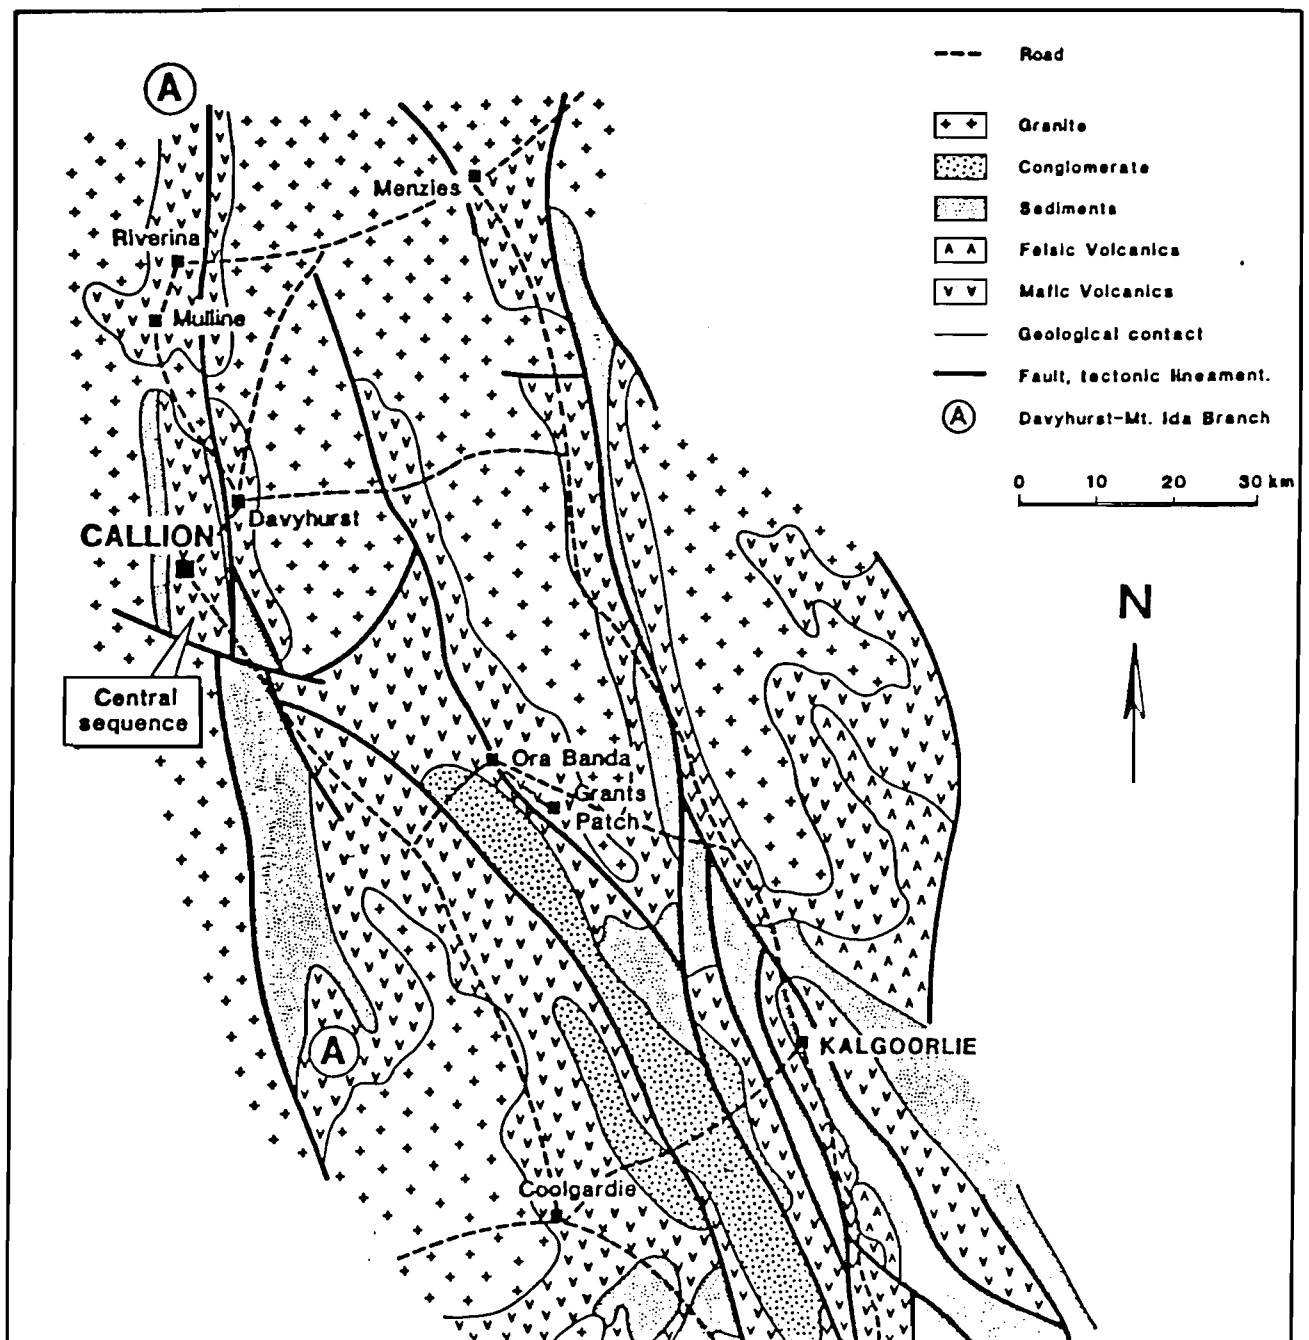 A
Road
Granite
Conglomerate
Sediments
Felsic Volcanics
Mafic Volcanics
Geological contact
Fault, tectonic lineament.
A
Davyhurst-Mt. Ida Branch
0 10 20 30 km
N
Menzies
Riverina
Mulline
Davyhurst
CALLION
Central
sequence
Ora Banda
Grants
Patch
A
KALGOORLIE
Coolgardie